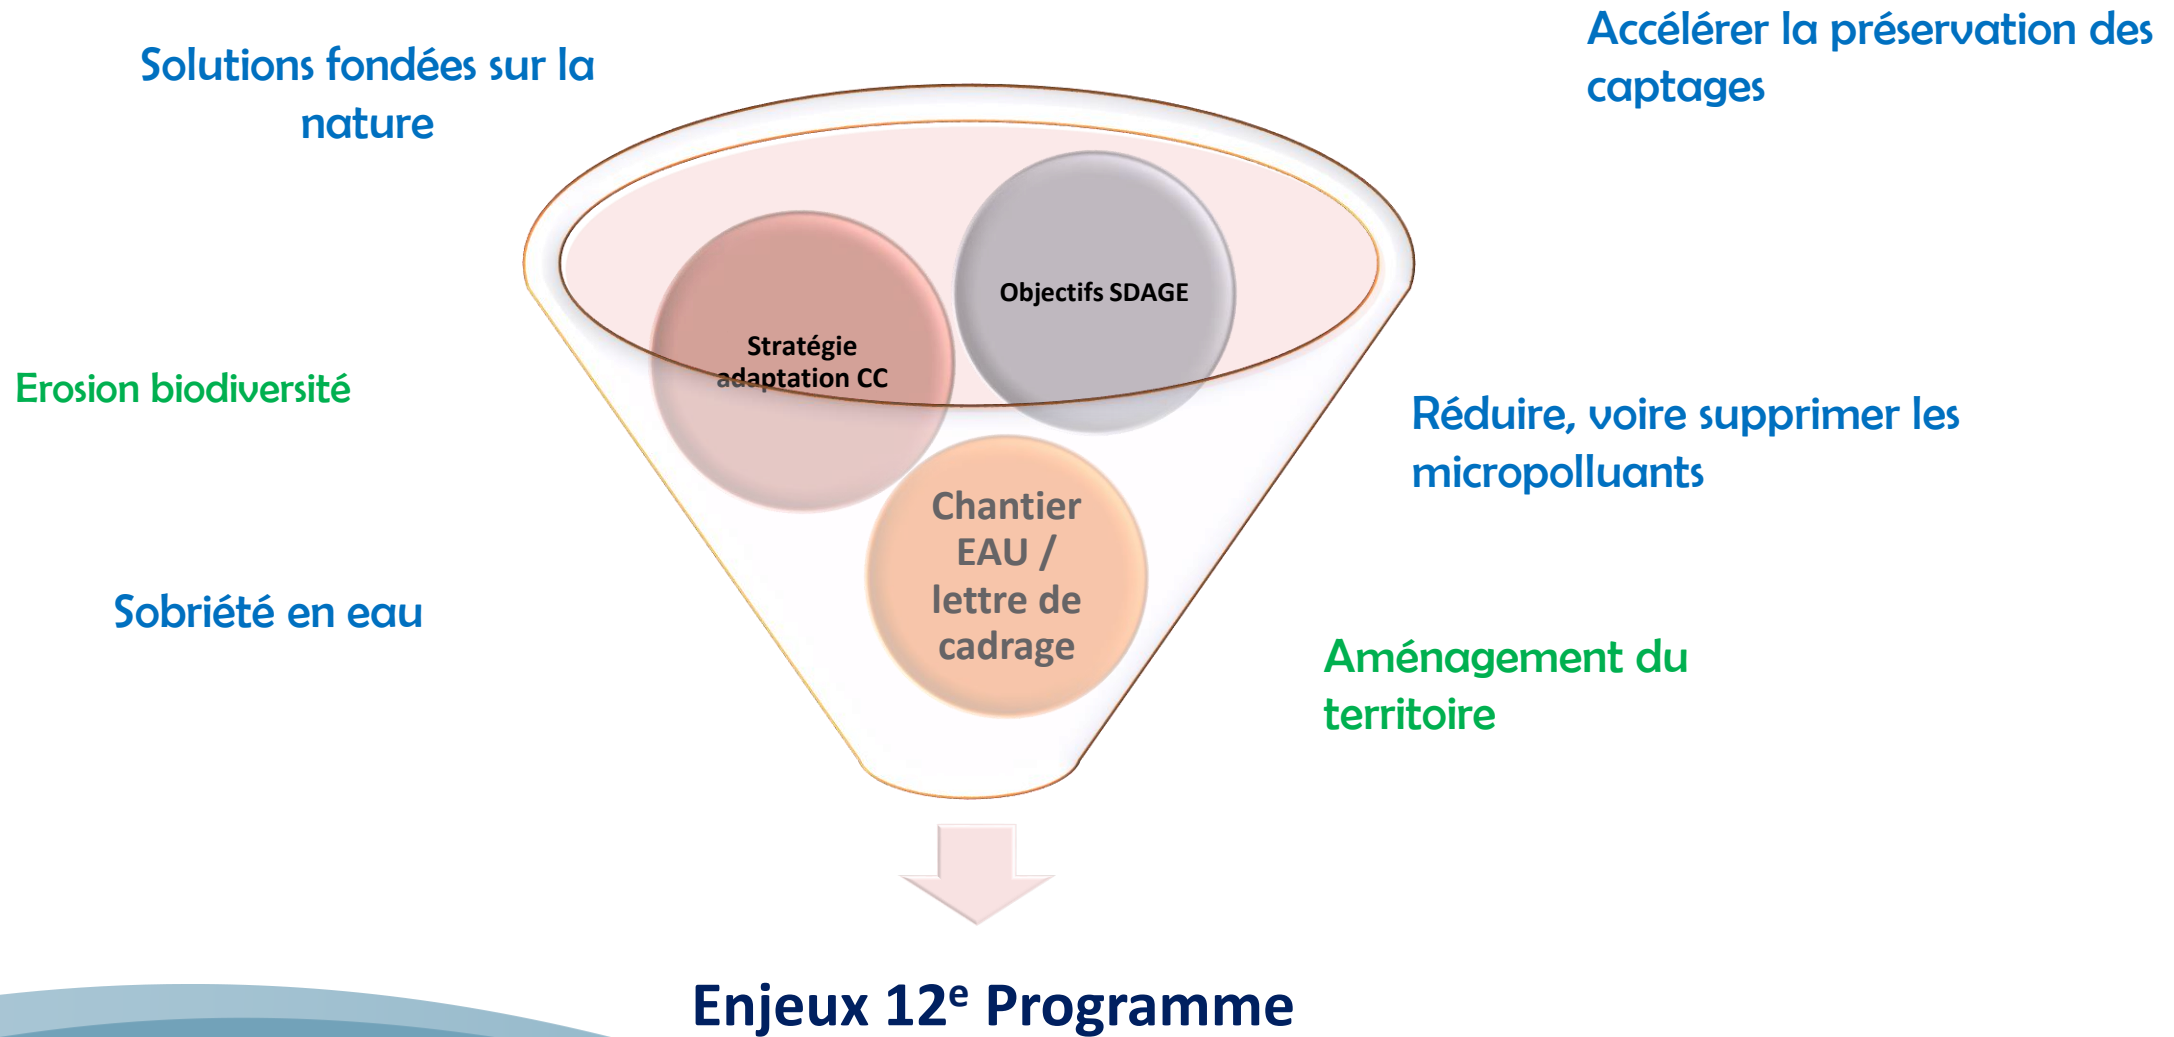 Solutions fondées sur la
nature
Accélérer la préservation des
captages
Objectifs SDAGE
Stratégie
adaptation CC
Erosion biodiversité
Réduire, voire supprimer les
micropolluants
Chantier
EAU /
lettre de
cadrage
Sobriété en eau
Aménagement du
territoire
Enjeux 12e Programme